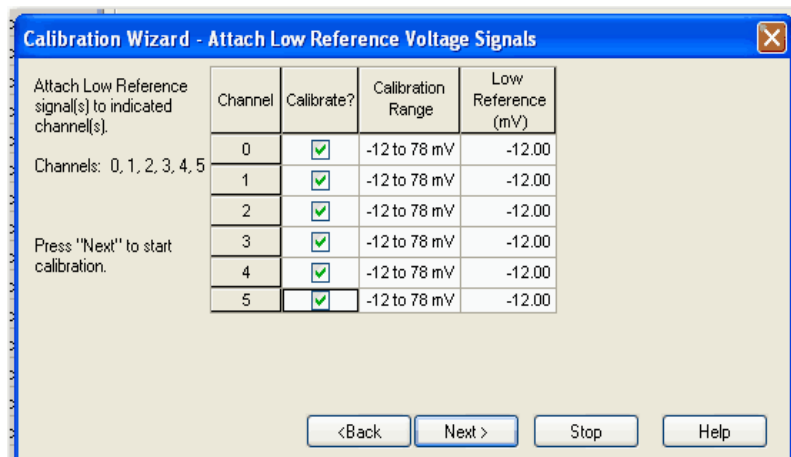 Calibration Wizard - Attach Low Reference Voltage Signals
Attach Low Reference
signal(s) to indicated
channel(s).
Channels: 0, 1, 2, 3, 4, 5
Press "Next" to start
calibration.
Channel Calibrate? Calibration Range Low Reference (mV)
0 -12 to 78 mV -12.00
1 -12 to 78 mV -12.00
2 -12 to 78 mV -12.00
3 -12 to 78 mV -12.00
4 -12 to 78 mV -12.00
5 -12 to 78 mV -12.00
<Back Next > Stop Help